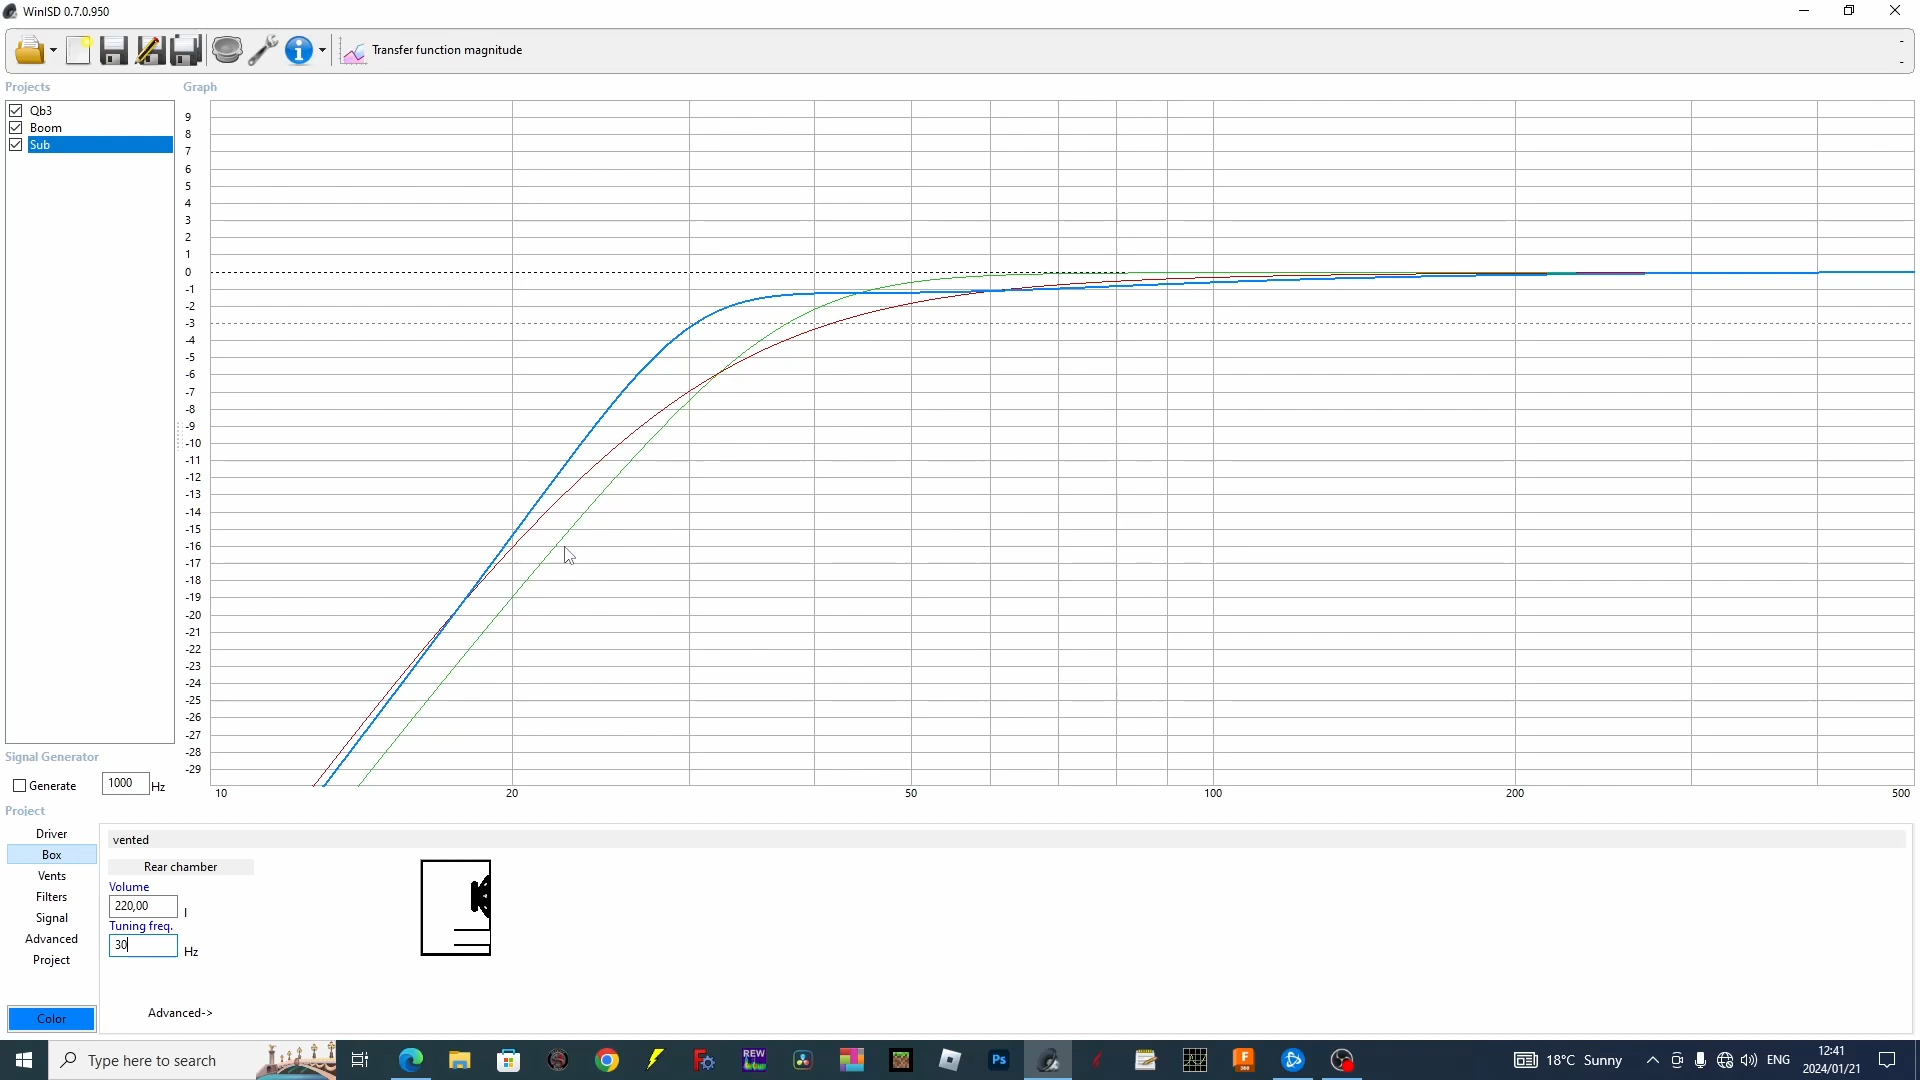 WinISD 0.7.0.950
Transfer function magnitude
Projects
Graph
Qb3
Boom
Sub
9
8
7
6
5
4
3
2
1
0
-1
-2
-3
-4
-5
-6
-7
-8
-9
-10
-11
-12
-13
-14
-15
-16
-17
-18
-19
-20
-21
-22
-23
-24
-25
-26
-27
-28
-29
10 20 50 100 200 500
Signal Generator
Generate 1000 Hz
Project
Driver
Box
Vents
Filters
Signal
Advanced
Project
Color
vented
Rear chamber
Volume
220,00 l
Tuning freq.
30 Hz
Advanced->
Type here to search
REW
Ps
F
360
18°C Sunny
ENG
12:41
2024/01/21